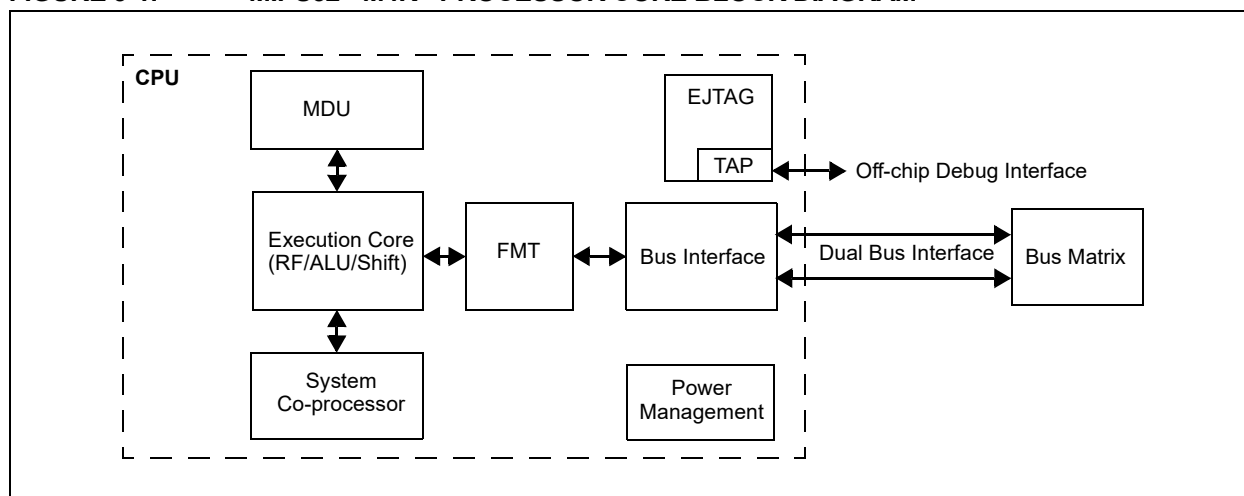 CPU
MDU
EJTAG
TAP
Off-chip Debug Interface
Execution Core
(RF/ALU/Shift)
FMT
Bus Interface
Dual Bus Interface
Bus Matrix
System
Co-processor
Power
Management